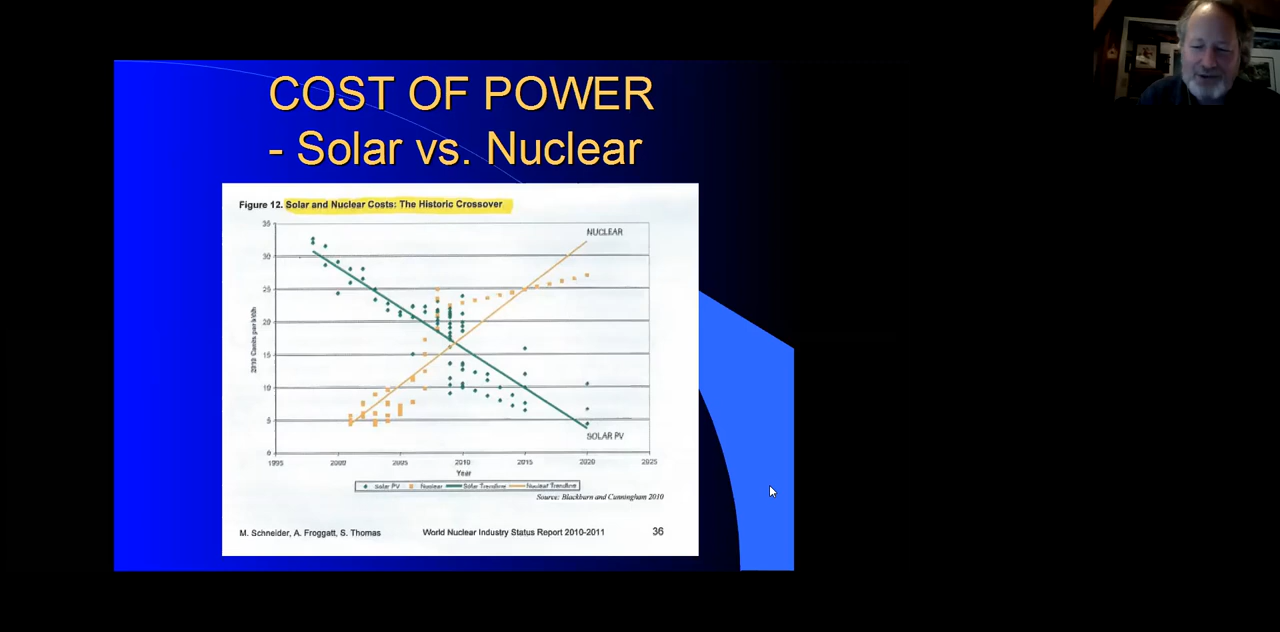 COST OF POWER
- Solar vs. Nuclear
Figure 12. Solar and Nuclear Costs: The Historic Crossover
35
30
25
20
15
10
5
0
2010 Cents per kWh
NUCLEAR
SOLAR PV
1995
2000
2005
2010
2015
2020
2025
Year
Solar PV Nuclear Solar Trendline Nuclear Trendline
Source: Blackburn and Cunningham 2010
M. Schneider, A. Froggatt, S. Thomas World Nuclear Industry Status Report 2010-2011 36